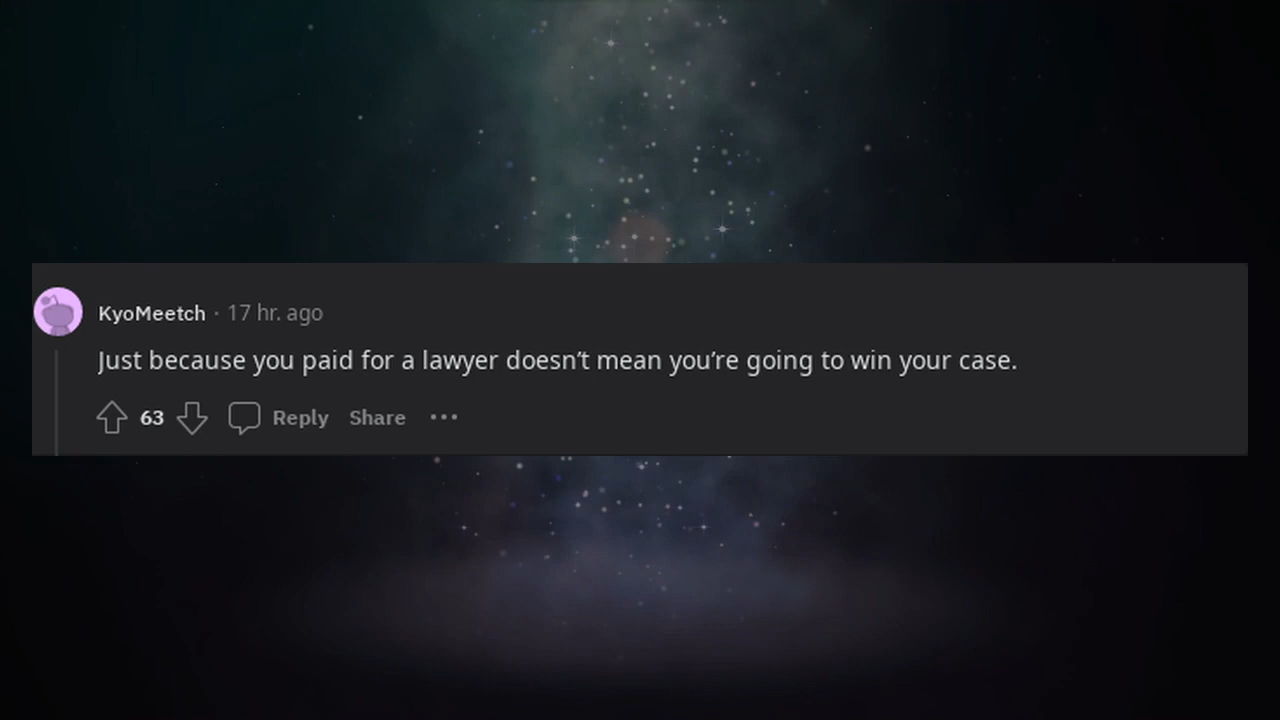 KyoMeetch · 17 hr. ago
Just because you paid for a lawyer doesn’t mean you’re going to win your case.
63 Reply Share ···